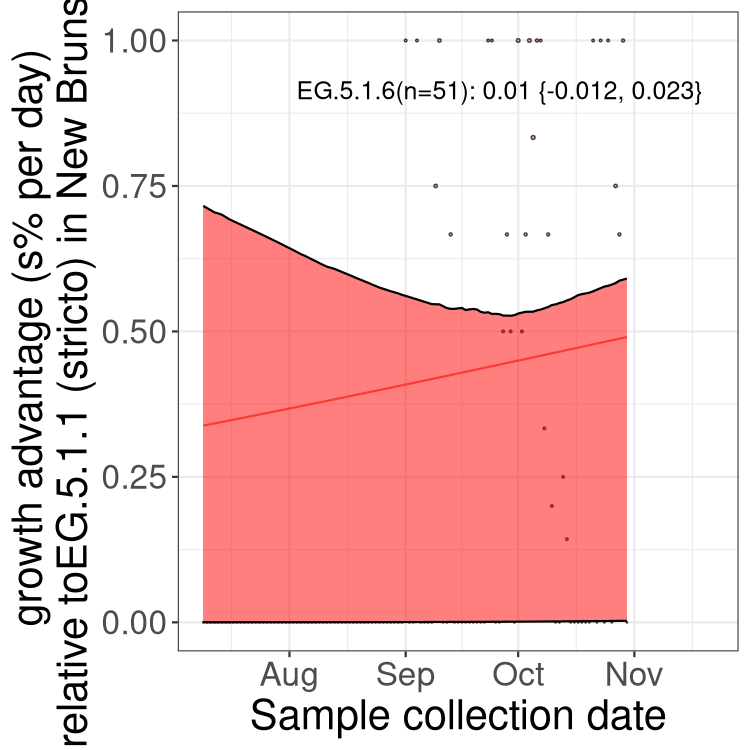 growth advantage (s% per day)
relative toEG.5.1.1 (stricto) in New Bruns
1.00
0.75
0.50
0.25
0.00
EG.5.1.6(n=51): 0.01 {-0.012, 0.023}
Aug Sep Oct Nov
Sample collection date